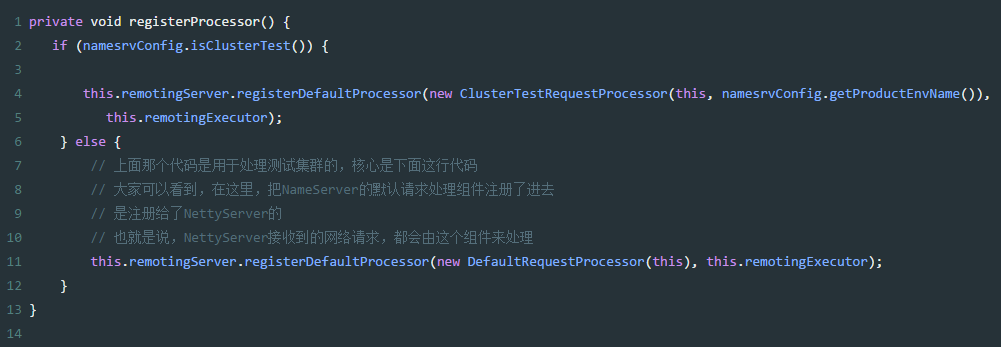 1 private void registerProcessor() {
2 if (namesrvConfig.isClusterTest()) {
3
4 this.remotingServer.registerDefaultProcessor(new ClusterTestRequestProcessor(this, namesrvConfig.getProductEnvName()),
5 this.remotingExecutor);
6 } else {
7 // 上面那个代码是用于处理测试集群的，核心是下面这行代码
8 // 大家可以看到，在这里，把NameServer的默认请求处理组件注册了进去
9 // 是注册给了NettyServer的
10 // 也就是说，NettyServer接收到的网络请求，都会由这个组件来处理
11 this.remotingServer.registerDefaultProcessor(new DefaultRequestProcessor(this), this.remotingExecutor);
12 }
13 }
14